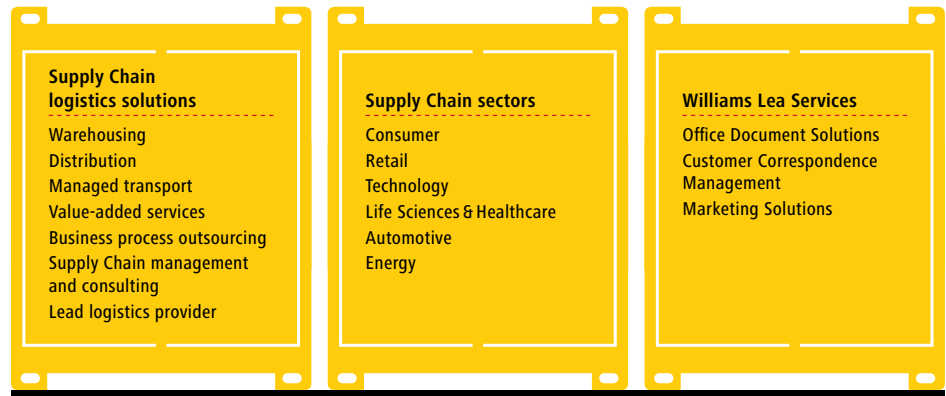 Supply Chain
logistics solutions
Warehousing
Distribution
Managed transport
Value-added services
Business process outsourcing
Supply Chain management
and consulting
Lead logistics provider
Supply Chain sectors
Consumer
Retail
Technology
Life Sciences & Healthcare
Automotive
Energy
Williams Lea Services
Office Document Solutions
Customer Correspondence
Management
Marketing Solutions